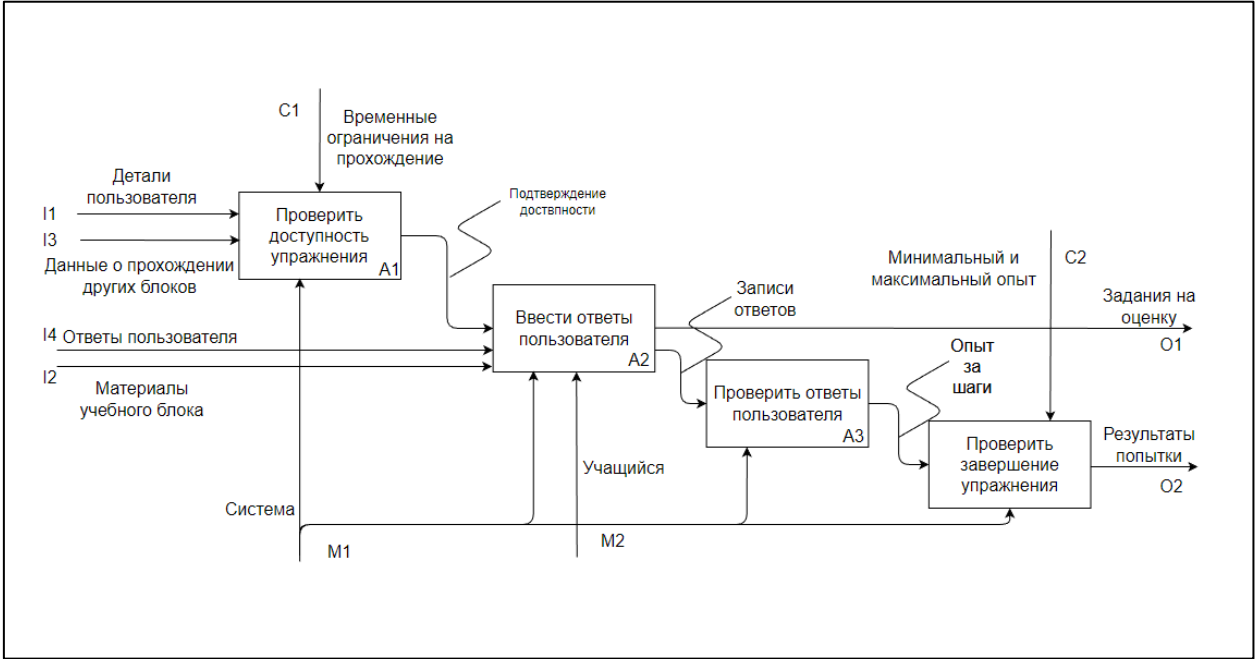 C1
Временные
ограничения на
прохождение
Детали
пользователя
I1
I3
Данные о прохождении
других блоков
Проверить
доступность
упражнения
A1
Подтверждение
доствпности
I4
Ответы пользователя
I2
Материалы
учебного блока
Ввести ответы
пользователя
A2
Записи
ответов
Минимальный и
максимальный опыт
C2
Задания на
оценку
O1
Проверить ответы
пользователя
A3
Опыт
за
шаги
Проверить
завершение
упражнения
Результаты
попытки
O2
Учащийся
Система
M1
M2